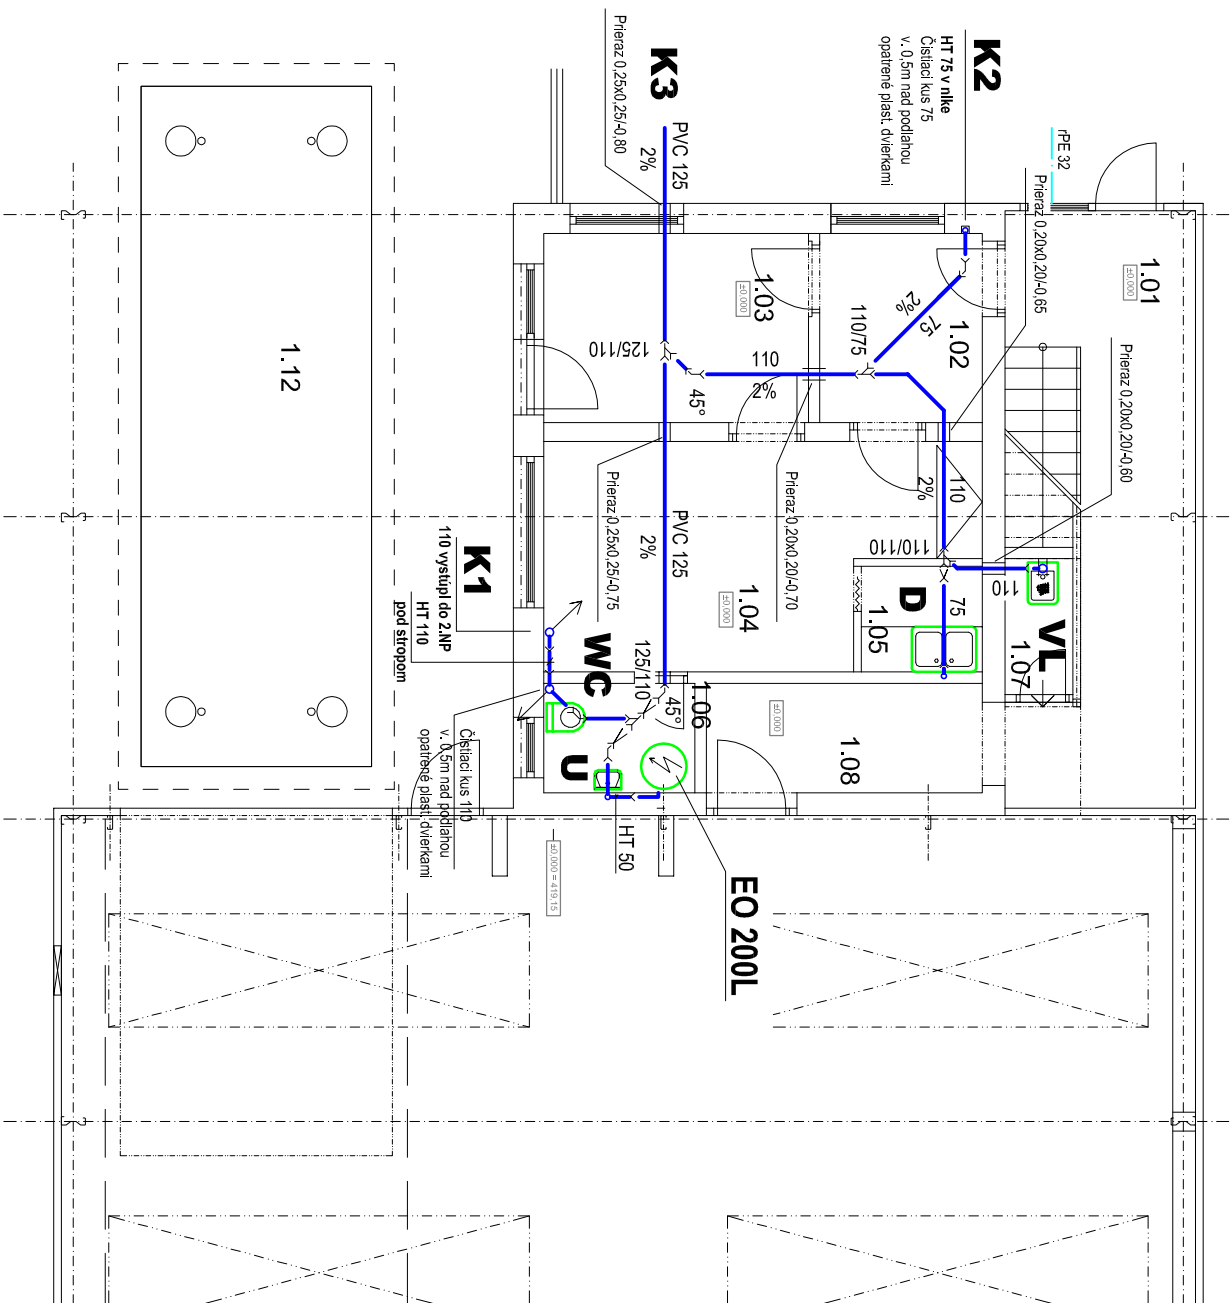 K2
HT 75 v nike
Čistiaci kus 75
v. 0,5m nad podlahou
opatrené plast. dvierkami
K3
Prieraz 0,25x0,25/-0,80
PVC 125
2%
rPE 32
Prieraz 0,20x0,20/-0,65
1.01
±0,000
Prieraz 0,20x0,20/-0,60
1.02
75
2%
110/75
1.03
±0,000
125/110
110
2%
45°
1.12
110
2%
110/110
Prieraz 0,20x0,20/-0,70
Prieraz 0,25x0,25/-0,75
PVC 125
2%
K1
110 vystúpi do 2.NP
HT 110
pod stropom
1.04
±0,000
D
75
1.05
110
VL
1.07
WC
125/110
45°
1.06
±0,000
1.08
U
Čistiaci kus 110
v. 0,5m nad podlahou
opatrené plast. dvierkami
HT 50
EO 200L
±0,000 = 419,15